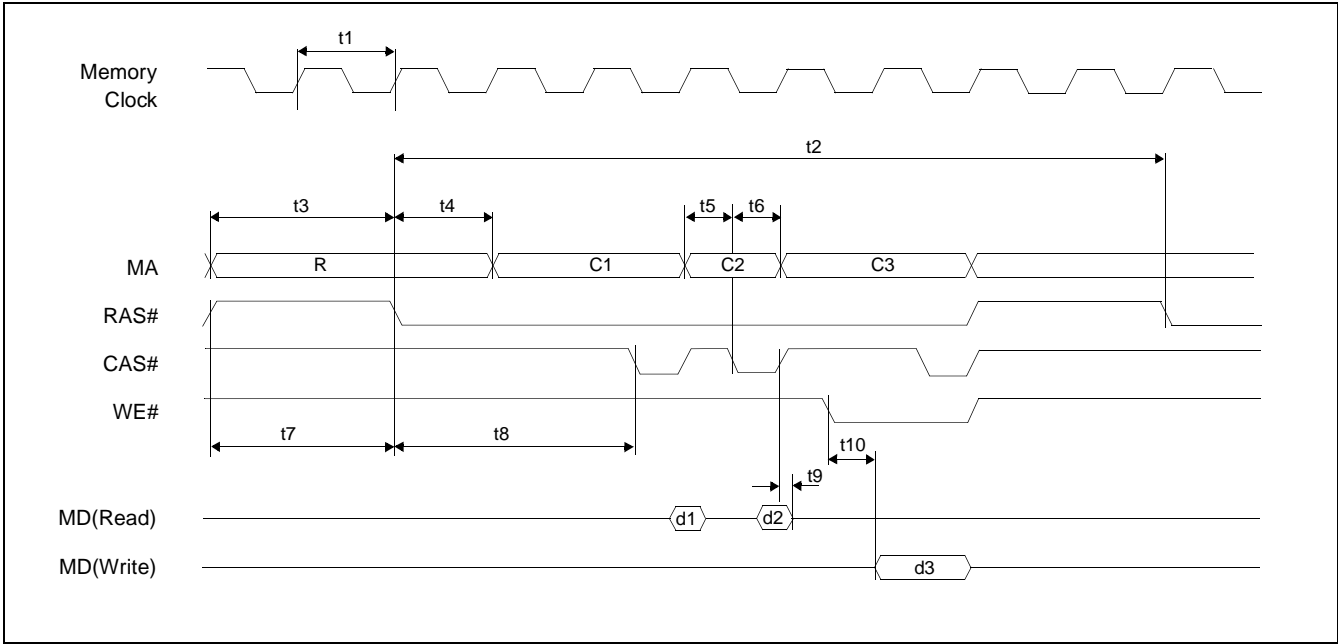 t1
Memory
Clock
t2
t3 t4 t5 t6
MA R C1 C2 C3
RAS#
CAS#
WE#
t7 t8
t10
t9
MD(Read) d1 d2
MD(Write) d3